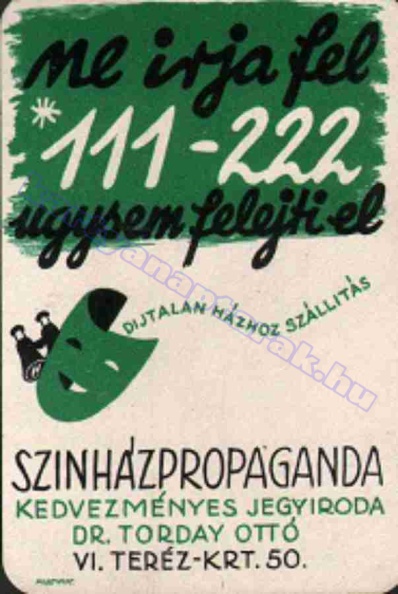 Ne irja fel
*111-222
ugysem felejti el
DIJTALAN HÁZHOZ SZÁLLITÁS
SZINHÁZPROPAGANDA
KEDVEZMÉNYES JEGYIRODA
DR. TORDAY OTTÓ
VI. TERÉZ-KRT. 50.